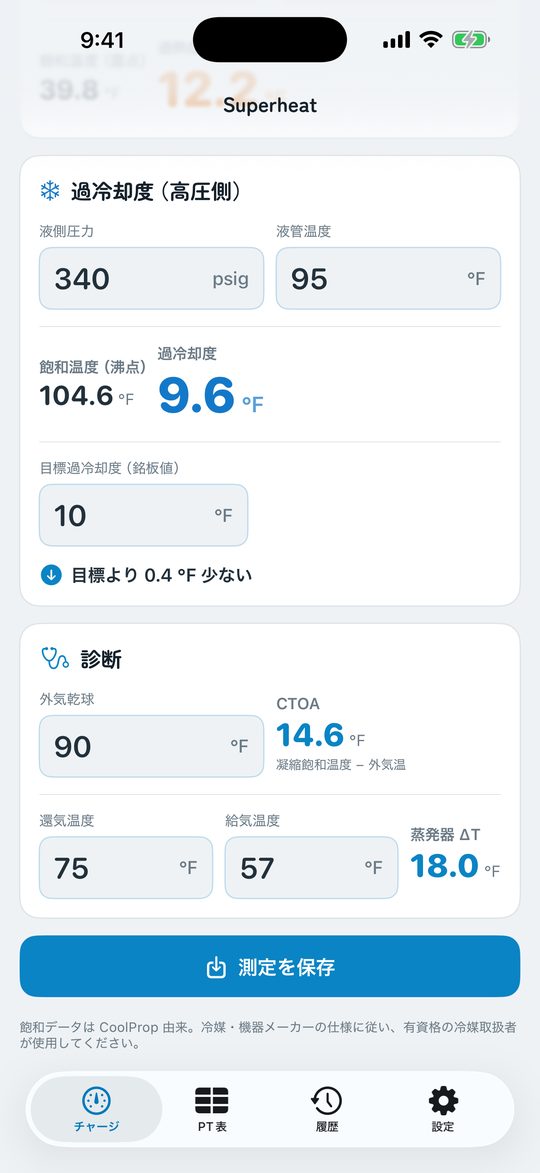 9:41
39.8
12.2
Superheat
過冷却度（高圧側）
液側圧力
液管温度
340 psig
95 °F
飽和温度（沸点）
過冷却度
104.6 °F
9.6 °F
目標過冷却度（銘板値）
10 °F
目標より 0.4 °F 少ない
診断
外気乾球
CTOA
90 °F
14.6 °F
凝縮飽和温度 − 外気温
還気温度
給気温度
蒸発器 ΔT
75 °F
57 °F
18.0 °F
測定を保存
飽和データは CoolProp 由来。冷媒・機器メーカーの仕様に従い、有資格の冷媒取扱者
が使用してください。
チャージ
PT表
履歴
設定